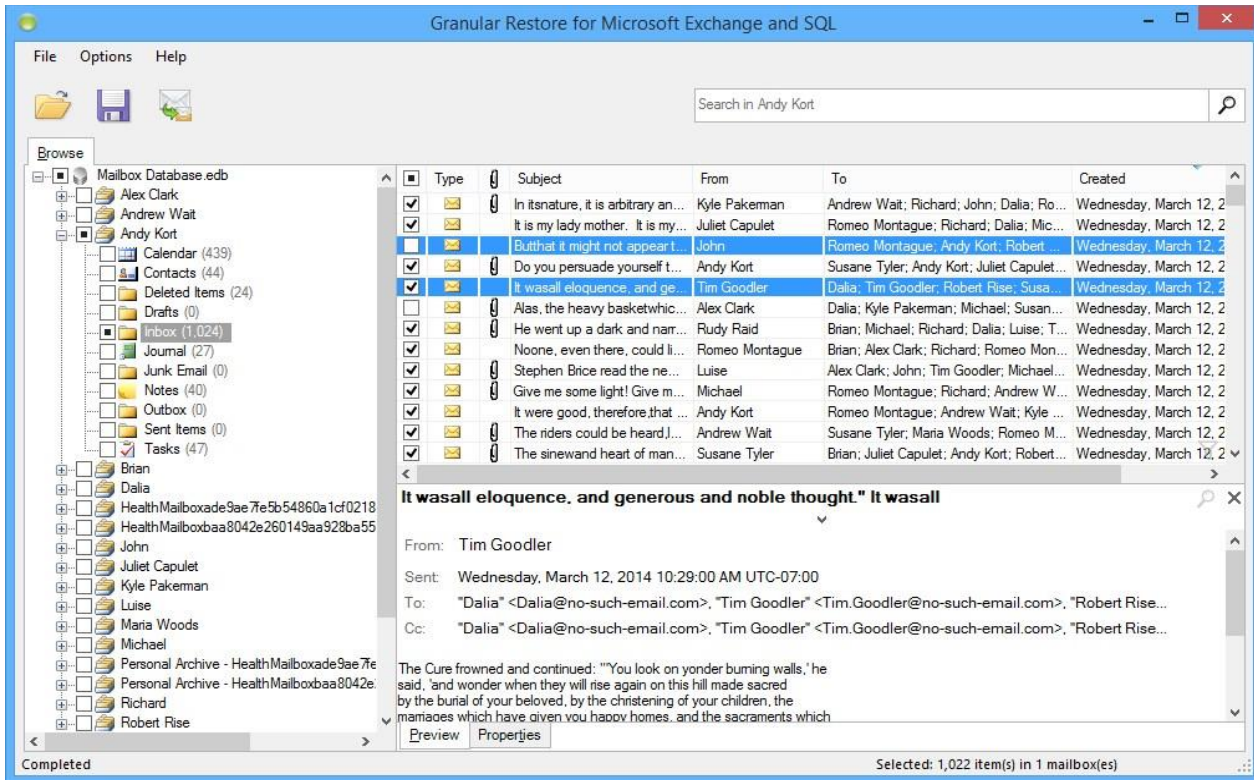 Granular Restore for Microsoft Exchange and SQL
File Options Help
Search in Andy Kort
Browse
Mailbox Database.edb
Alex Clark
Andrew Wait
Andy Kort
Calendar (439)
Contacts (44)
Deleted Items (24)
Drafts (0)
Inbox (1,024)
Journal (27)
Junk Email (0)
Notes (40)
Outbox (0)
Sent Items (0)
Tasks (47)
Brian
Dalia
HealthMailboxade9ae7fe5b54860a1cf0218
HealthMailboxbaa8042e260149aa928ba55
John
Juliet Capulet
Kyle Pakerman
Luise
Maria Woods
Michael
Personal Archive - HealthMailboxade9ae7fe
Personal Archive - HealthMailboxbaa8042e
Richard
Robert Rise
Type Subject From To Created
In itsnature, it is arbitrary an... Kyle Pakerman Andrew Wait; Richard; John; Dalia; Ro... Wednesday, March 12, 2
It is my lady mother. It is my... Juliet Capulet Romeo Montague; Richard; Dalia; Mic... Wednesday, March 12, 2
Butthat it might not appear t... John Romeo Montague; Andy Kort; Robert ... Wednesday, March 12, 2
Do you persuade yourself t... Andy Kort Susane Tyler; Andy Kort; Juliet Capulet... Wednesday, March 12, 2
It wasall eloquence, and ge... Tim Goodler Dalia; Tim Goodler; Robert Rise; Susa... Wednesday, March 12, 2
Alas, the heavy basketwhic... Alex Clark Dalia; Kyle Pakerman; Michael; Susan... Wednesday, March 12, 2
He went up a dark and narr... Rudy Raid Brian; Michael; Richard; Dalia; Luise; T... Wednesday, March 12, 2
Noone, even there, could li... Romeo Montague Brian; Alex Clark; Richard; Romeo Mon... Wednesday, March 12, 2
Stephen Brice read the ne... Luise Alex Clark; John; Tim Goodler; Michael... Wednesday, March 12, 2
Give me some light! Give m... Michael Romeo Montague; Richard; Andrew W... Wednesday, March 12, 2
It were good, therefore,that ... Andy Kort Romeo Montague; Andrew Wait; Kyle ... Wednesday, March 12, 2
The riders could be heard,l... Andrew Wait Susane Tyler; Maria Woods; Romeo M... Wednesday, March 12, 2
The sinewand heart of man... Susane Tyler Brian; Juliet Capulet; Andy Kort; Robert... Wednesday, March 12, 2
It wasall eloquence, and generous and noble thought." It wasall
From: Tim Goodler
Sent: Wednesday, March 12, 2014 10:29:00 AM UTC-07:00
To: "Dalia" <Dalia@no-such-email.com>, "Tim Goodler" <Tim.Goodler@no-such-email.com>, "Robert Rise...
Cc: "Dalia" <Dalia@no-such-email.com>, "Tim Goodler" <Tim.Goodler@no-such-email.com>, "Robert Rise...
The Cure frowned and continued: "'You look on yonder burning walls,' he
said, 'and wonder when they will rise again on this hill made sacred
by the burial of your beloved, by the christening of your children, the
marriages which have given you happy homes, and the sacraments which
Preview Properties
Completed Selected: 1,022 item(s) in 1 mailbox(es)